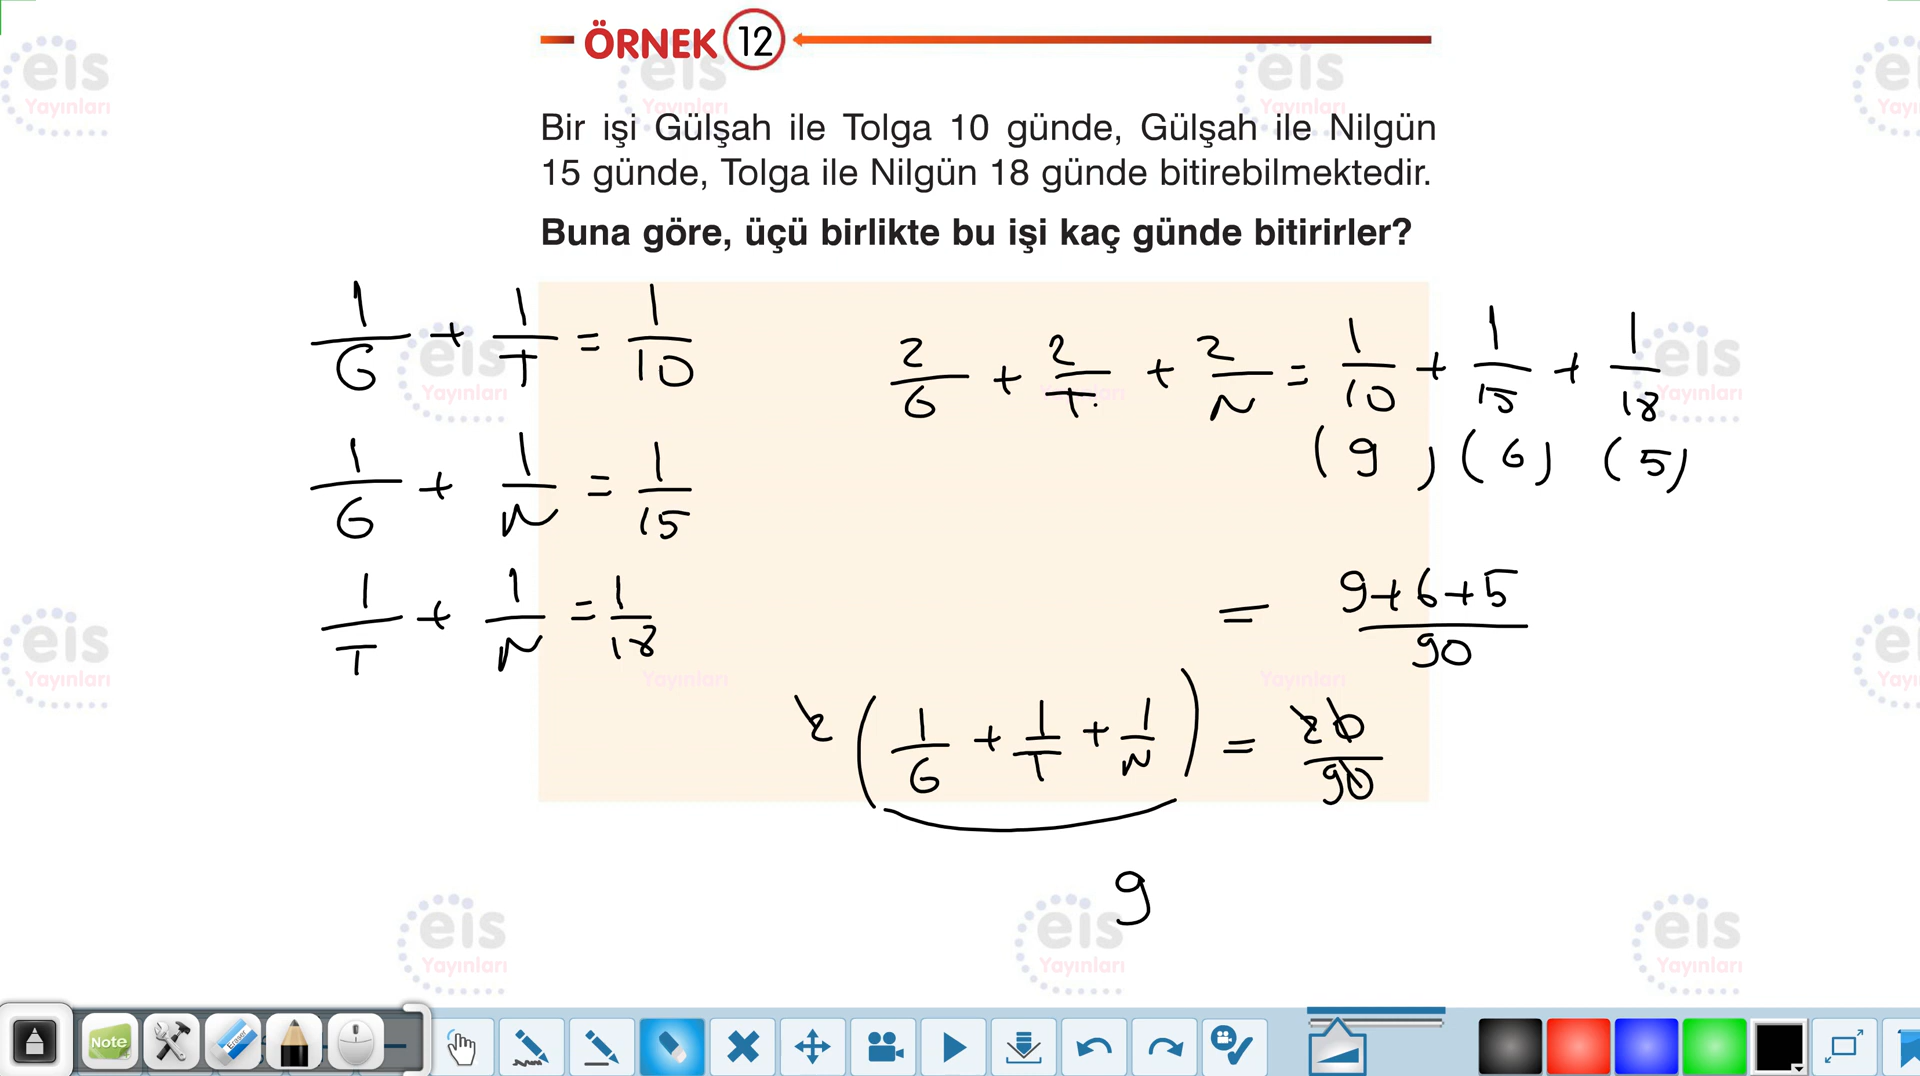 ÖRNEK 12
Bir işi Gülşah ile Tolga 10 günde, Gülşah ile Nilgün
15 günde, Tolga ile Nilgün 18 günde bitirebilmektedir.
Buna göre, üçü birlikte bu işi kaç günde bitirirler?
1/G + 1/T = 1/10
1/G + 1/N = 1/15
1/T + 1/N = 1/18
2/G + 2/T + 2/N = 1/10 + 1/15 + 1/18
(9) (6) (5)
= 9+6+5/90
2(1/G + 1/T + 1/N) = 20/90
9
eis Yayınları
Note
Eraser